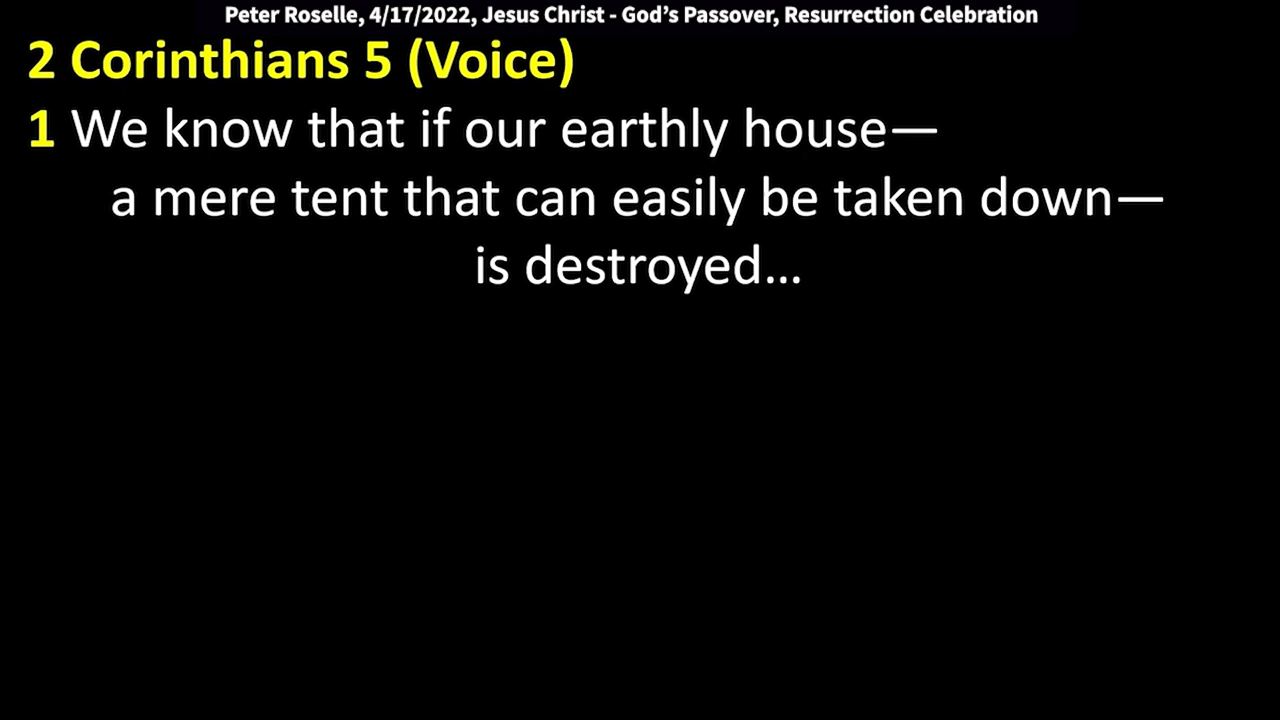 Peter Roselle, 4/17/2022, Jesus Christ - God’s Passover, Resurrection Celebration
2 Corinthians 5 (Voice)
1 We know that if our earthly house—
a mere tent that can easily be taken down—
is destroyed…